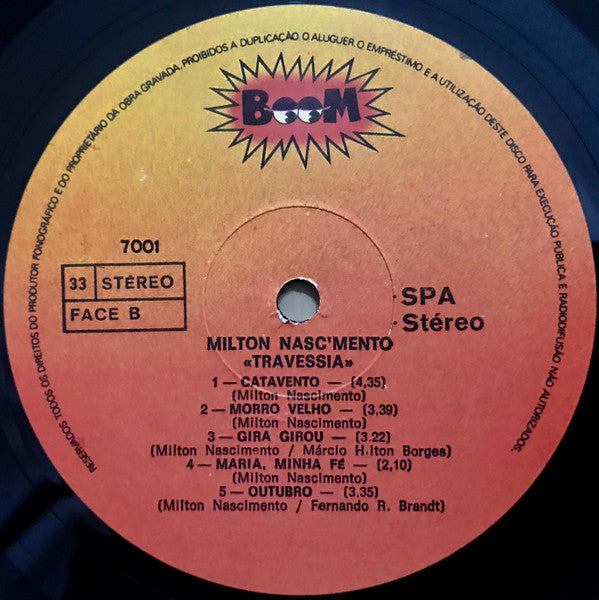 RESERVADOS TODOS OS DIREITOS DO PRODUTOR FONOGRÁFICO E DO PROPRIETÁRIO DA OBRA GRAVADA. PROIBIDOS A DUPLICAÇÃO. O ALUGUER. O EMPRÉSTIMO E A UTILIZAÇÃO DESTE DISCO PARA EXECUÇÃO PÚBLICA E RADIODIFUSÃO NÃO AUTORIZADOS.
BOOM
7001
33 STÉREO
FACE B
SPA
Stéreo
MILTON NASC'MENTO
«TRAVESSIA»
1 — CATAVENTO — (4,35)
(Milton Nascimento)
2 — MORRO VELHO — (3,39)
(Milton Nascimento)
3 — GIRA GIROU — (3.22)
(Milton Nascimento / Márcio H.lton Borges)
4 — MARIA, MINHA FÉ — (2,10)
(Milton Nascimento)
5 — OUTUBRO — (3.35)
(Milton Nascimento / Fernando R. Brandt)